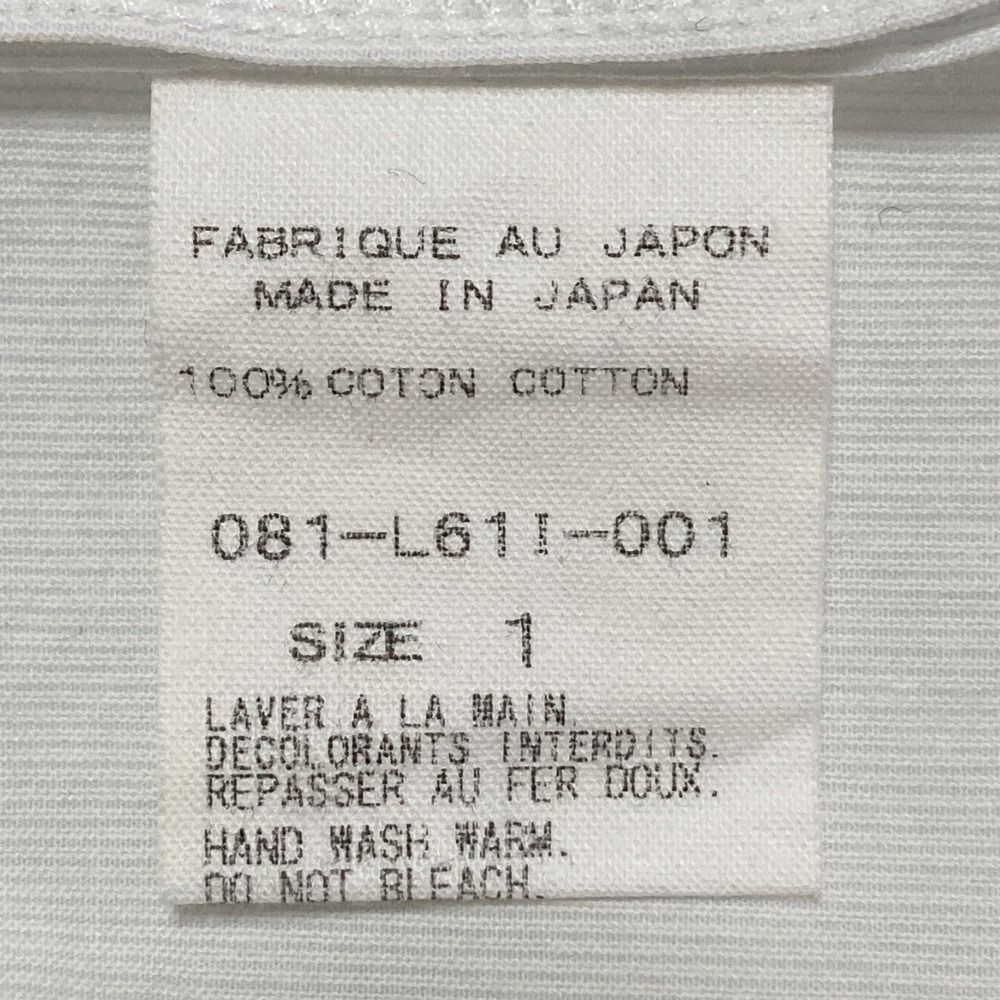 FABRIQUE AU JAPON
MADE IN JAPAN
100% COTON COTTON
081-L61I-001
SIZE 1
LAVER A LA MAIN.
DECOLORANTS INTERDITS.
REPASSER AU FER DOUX.
HAND WASH WARM.
DO NOT BLEACH.